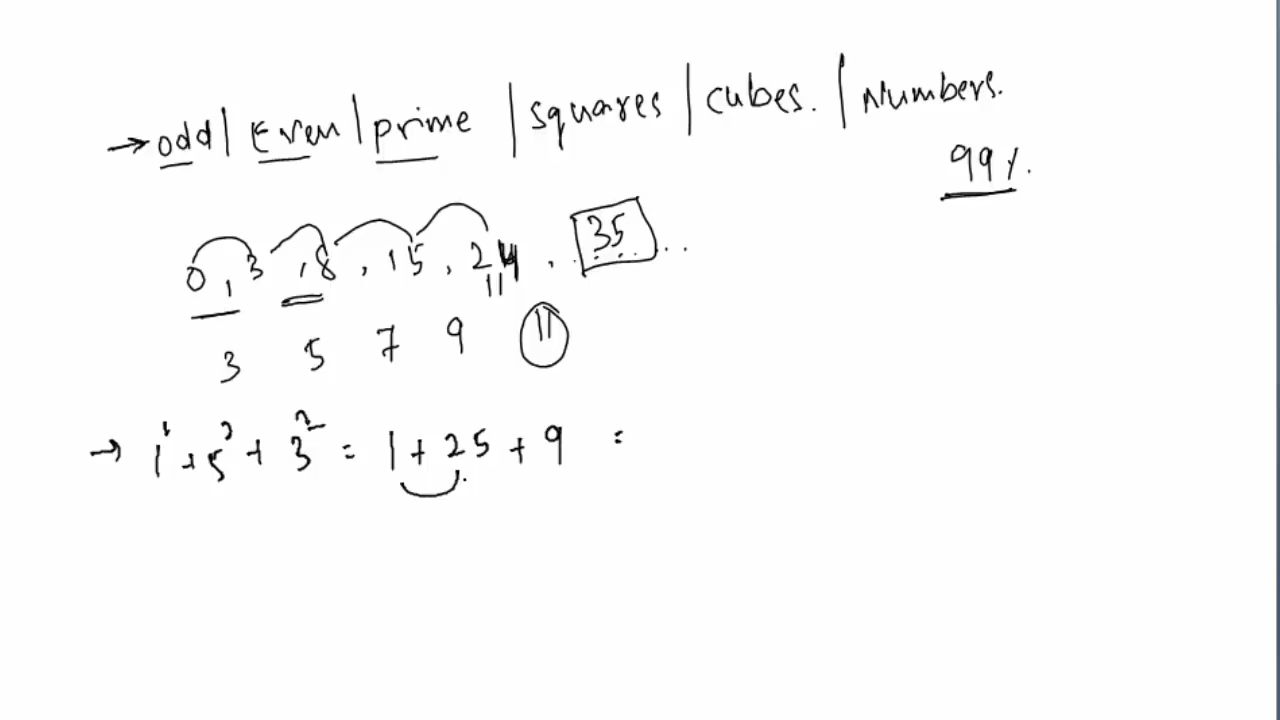 → odd | Even | prime | squares | cubes. | Numbers.
99%.
0, 3, 8, 15, 24, 35 ...
3 5 7 9 11
→ 1² + 5² + 3² = 1 + 25 + 9 =